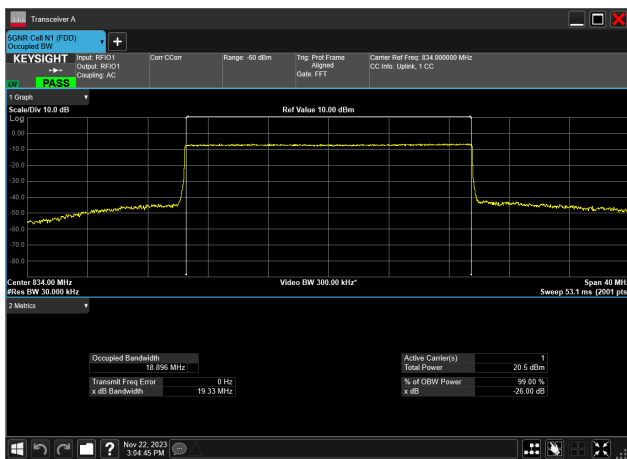 Transceiver A
5GNR Cell N1 (FDD)
Occupied BW
KEYSIGHT
PASS
Input: RFIO1
Output: RFIO1
Coupling: AC
Corr CCorr
Range: -60 dBm
Trig: Prot Frame
Aligned
Gate: FFT
Carrier Ref Freq: 834.000000 MHz
CC Info: Uplink, 1 CC
1 Graph
Scale/Div 10.0 dB
Ref Value 10.00 dBm
Log
0.00
-10.0
-20.0
-30.0
-40.0
-50.0
-60.0
-70.0
-80.0
Center 834.00 MHz
Video BW 300.00 kHz*
Span 40 MHz
#Res BW 30.000 kHz
Sweep 53.1 ms (2001 pts
2 Metrics
Occupied Bandwidth
18.896 MHz
Transmit Freq Error 0 Hz
x dB Bandwidth 19.33 MHz
Active Carrier(s) 1
Total Power 20.5 dBm
% of OBW Power 99.00 %
x dB -26.00 dB
Nov 22, 2023
3:04:45 PM